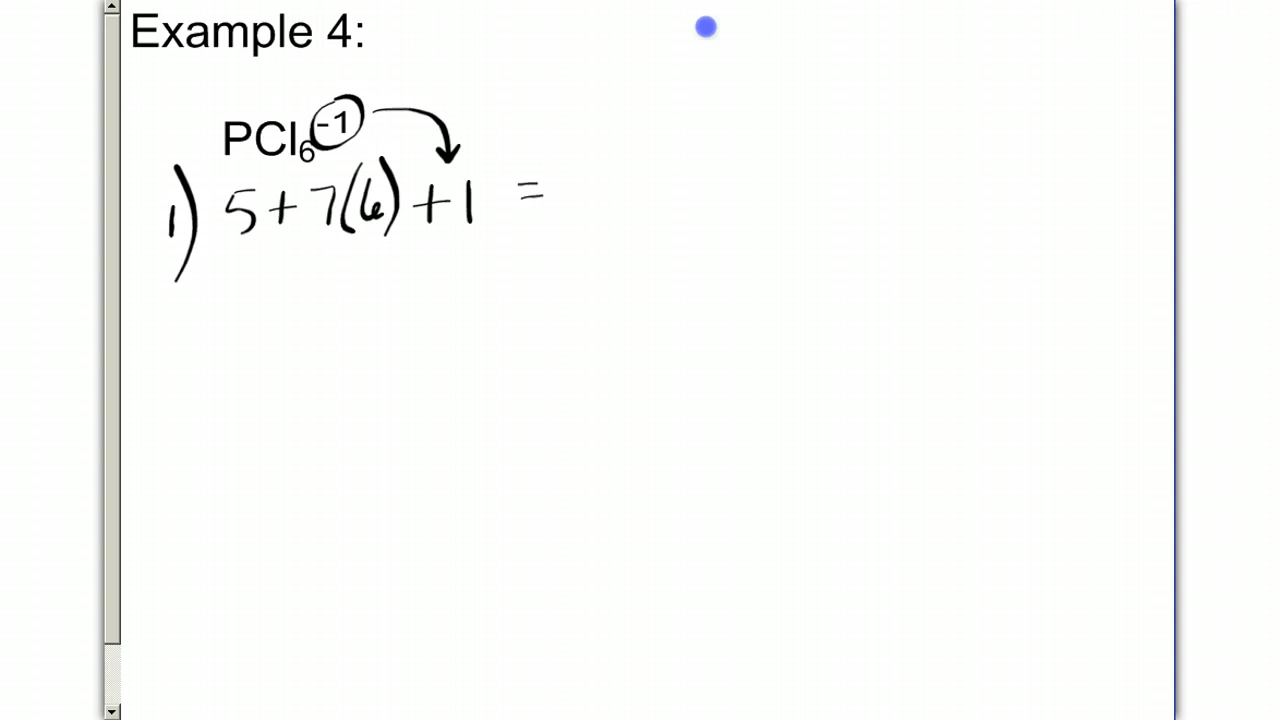 Example 4:
PCl₆⁻¹
1) 5 + 7(6) + 1 =